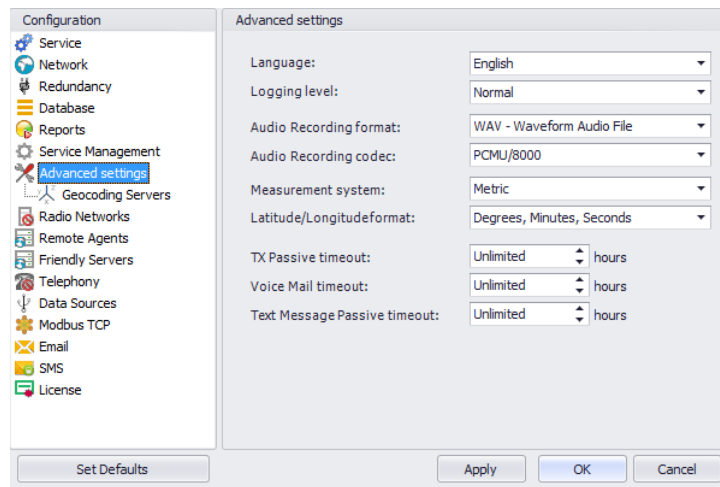 Configuration
Service
Network
Redundancy
Database
Reports
Service Management
Advanced settings
Geocoding Servers
Radio Networks
Remote Agents
Friendly Servers
Telephony
Data Sources
Modbus TCP
Email
SMS
License
Set Defaults
Advanced settings
Language: English
Logging level: Normal
Audio Recording format: WAV - Waveform Audio File
Audio Recording codec: PCMU/8000
Measurement system: Metric
Latitude/Longitudeformat: Degrees, Minutes, Seconds
TX Passive timeout: Unlimited hours
Voice Mail timeout: Unlimited hours
Text Message Passive timeout: Unlimited hours
Apply OK Cancel